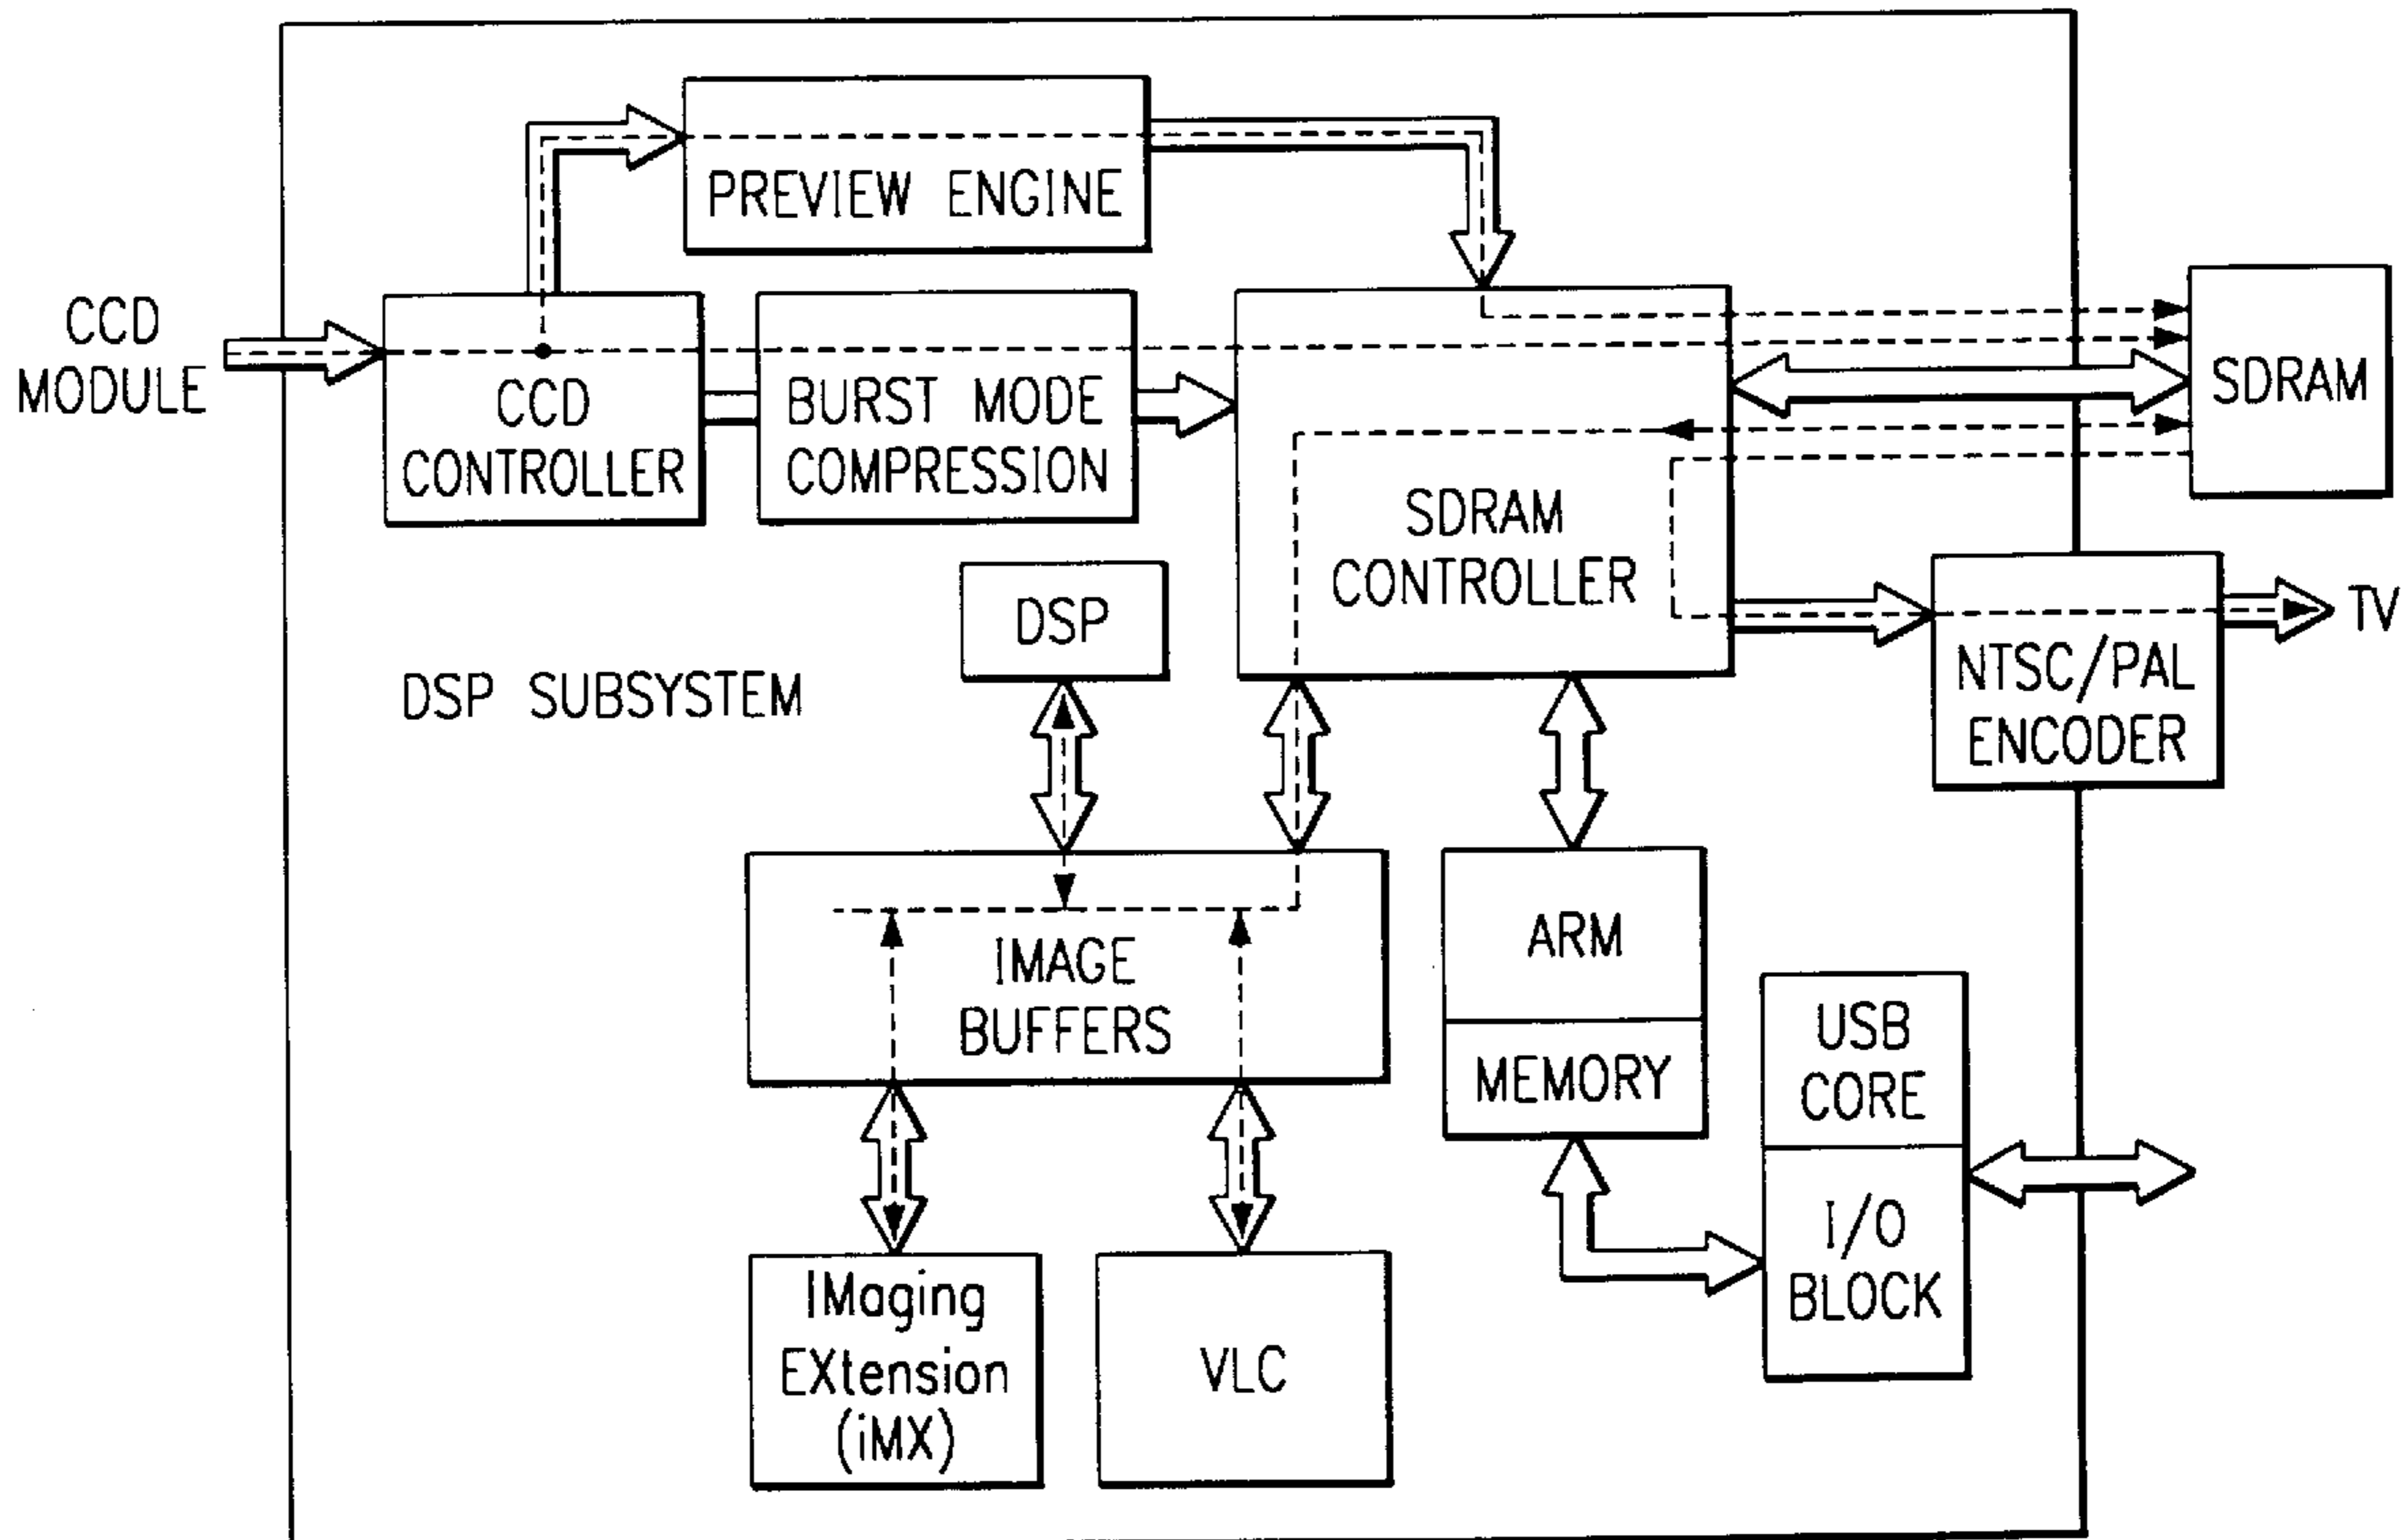 PREVIEW ENGINE
CCD
MODULE
CCD
CONTROLLER
BURST MODE
COMPRESSION
SDRAM
CONTROLLER
SDRAM
DSP
DSP SUBSYSTEM
NTSC/PAL
ENCODER
TV
IMAGE
BUFFERS
ARM
MEMORY
USB
CORE
I/O
BLOCK
IMaging
EXtension
(iMX)
VLC